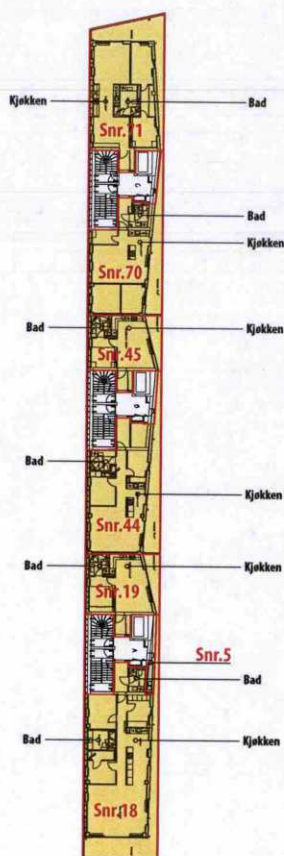 Kjøkken Bad
Snr.71
Bad
Kjøkken
Snr.70
Bad Kjøkken
Snr.45
Bad
Kjøkken
Snr.44
Bad Kjøkken
Snr.19
Snr.5
Bad
Bad Kjøkken
Snr.18